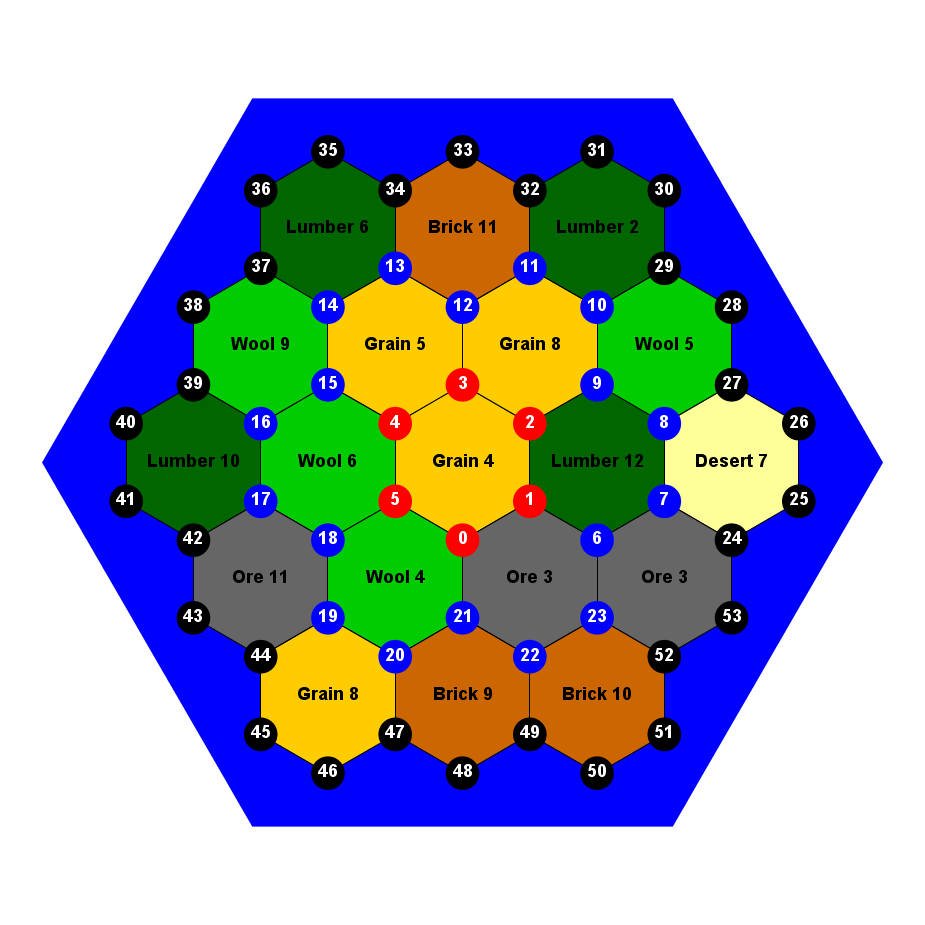 35 33 31
36 34 32 30
Lumber 6 Brick 11 Lumber 2
37 13 11 29
38 14 12 10 28
Wool 9 Grain 5 Grain 8 Wool 5
39 15 3 9 27
40 16 4 2 8 26
Lumber 10 Wool 6 Grain 4 Lumber 12 Desert 7
41 17 5 1 7 25
42 18 0 6 24
Ore 11 Wool 4 Ore 3 Ore 3
43 19 21 23 53
44 20 22 52
Grain 8 Brick 9 Brick 10
45 47 49 51
46 48 50